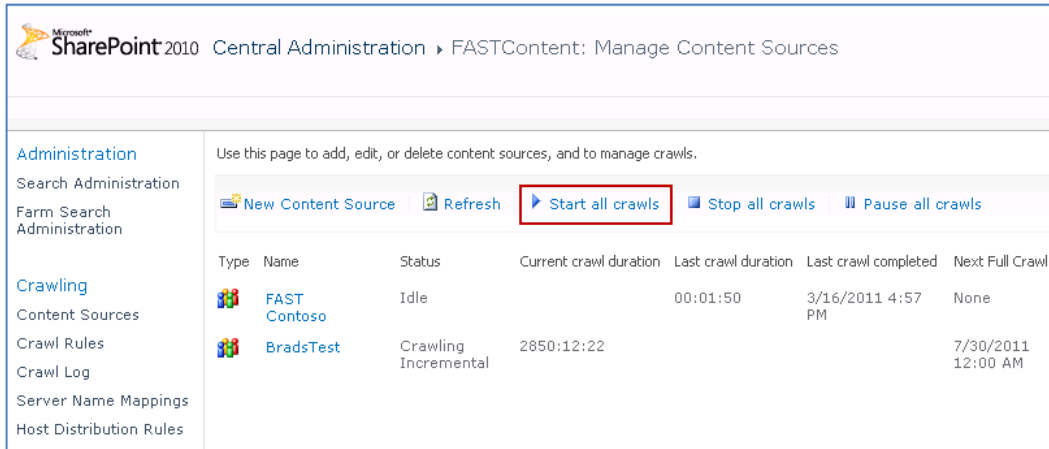 Microsoft®
SharePoint 2010 Central Administration ▸ FASTContent: Manage Content Sources
Administration
Search Administration
Farm Search
Administration
Crawling
Content Sources
Crawl Rules
Crawl Log
Server Name Mappings
Host Distribution Rules
Use this page to add, edit, or delete content sources, and to manage crawls.
New Content Source Refresh Start all crawls Stop all crawls Pause all crawls
Type Name Status Current crawl duration Last crawl duration Last crawl completed Next Full Crawl
FAST Idle 00:01:50 3/16/2011 4:57 None
Contoso PM
BradsTest Crawling 2850:12:22 7/30/2011
Incremental 12:00 AM